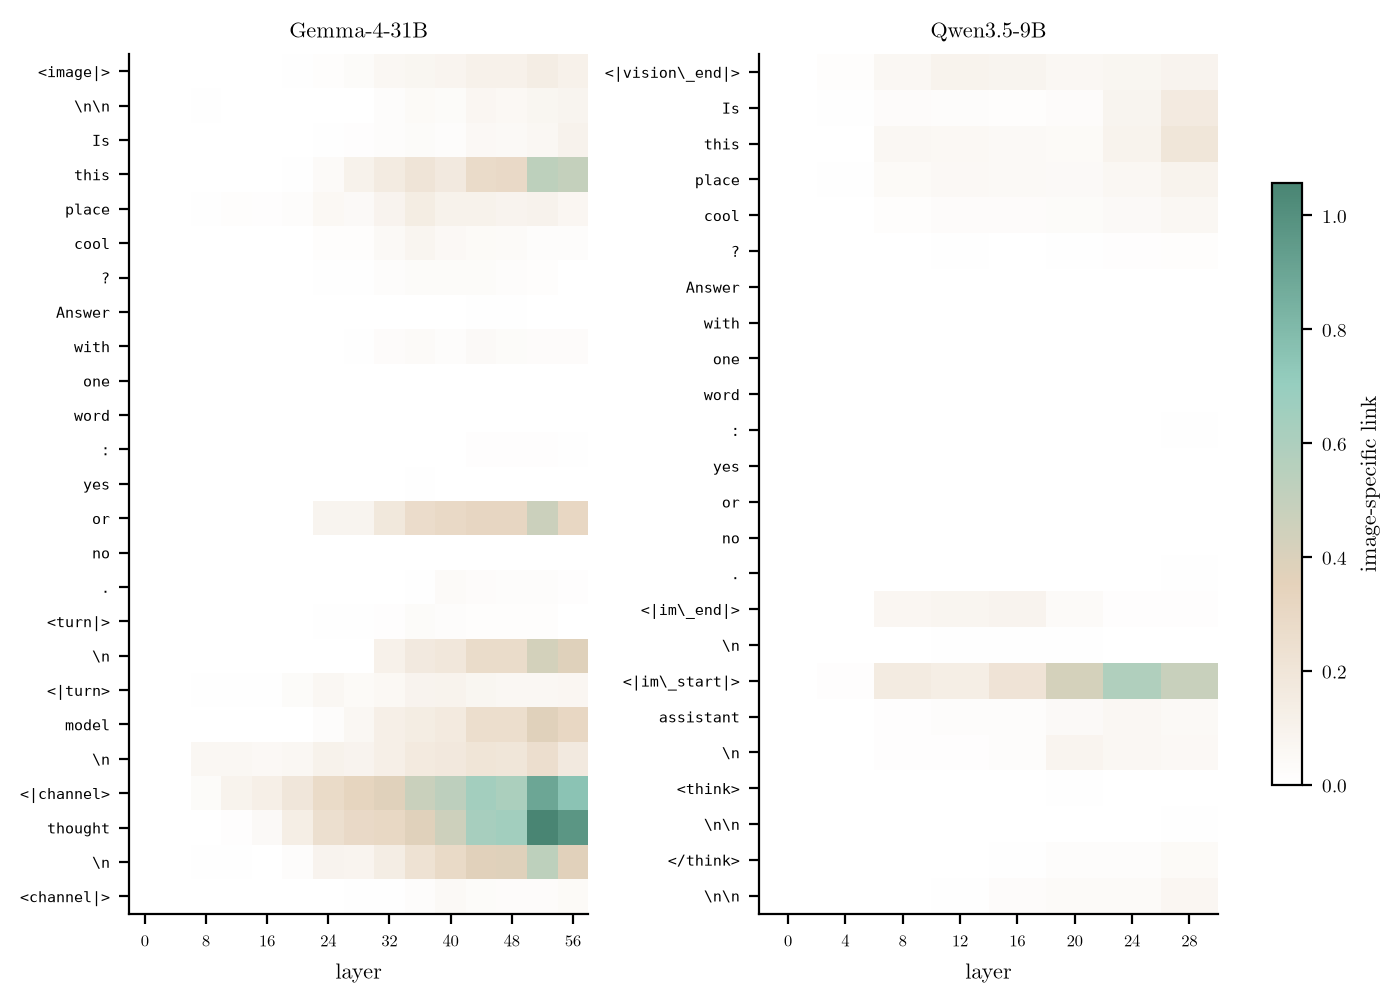 Gemma-4-31B
<image|>
\n\n
Is
this
place
cool
?
Answer
with
one
word
:
yes
or
no
.
<turn|>
\n
<|turn>
model
\n
<|channel>
thought
\n
<channel|>
0 8 16 24 32 40 48 56
layer
Qwen3.5-9B
<|vision\_end|>
Is
this
place
cool
?
Answer
with
one
word
:
yes
or
no
.
<|im\_end|>
\n
<|im\_start|>
assistant
\n
<think>
\n\n
</think>
\n\n
0 4 8 12 16 20 24 28
layer
1.0
0.8
0.6
0.4
0.2
0.0
image-specific link